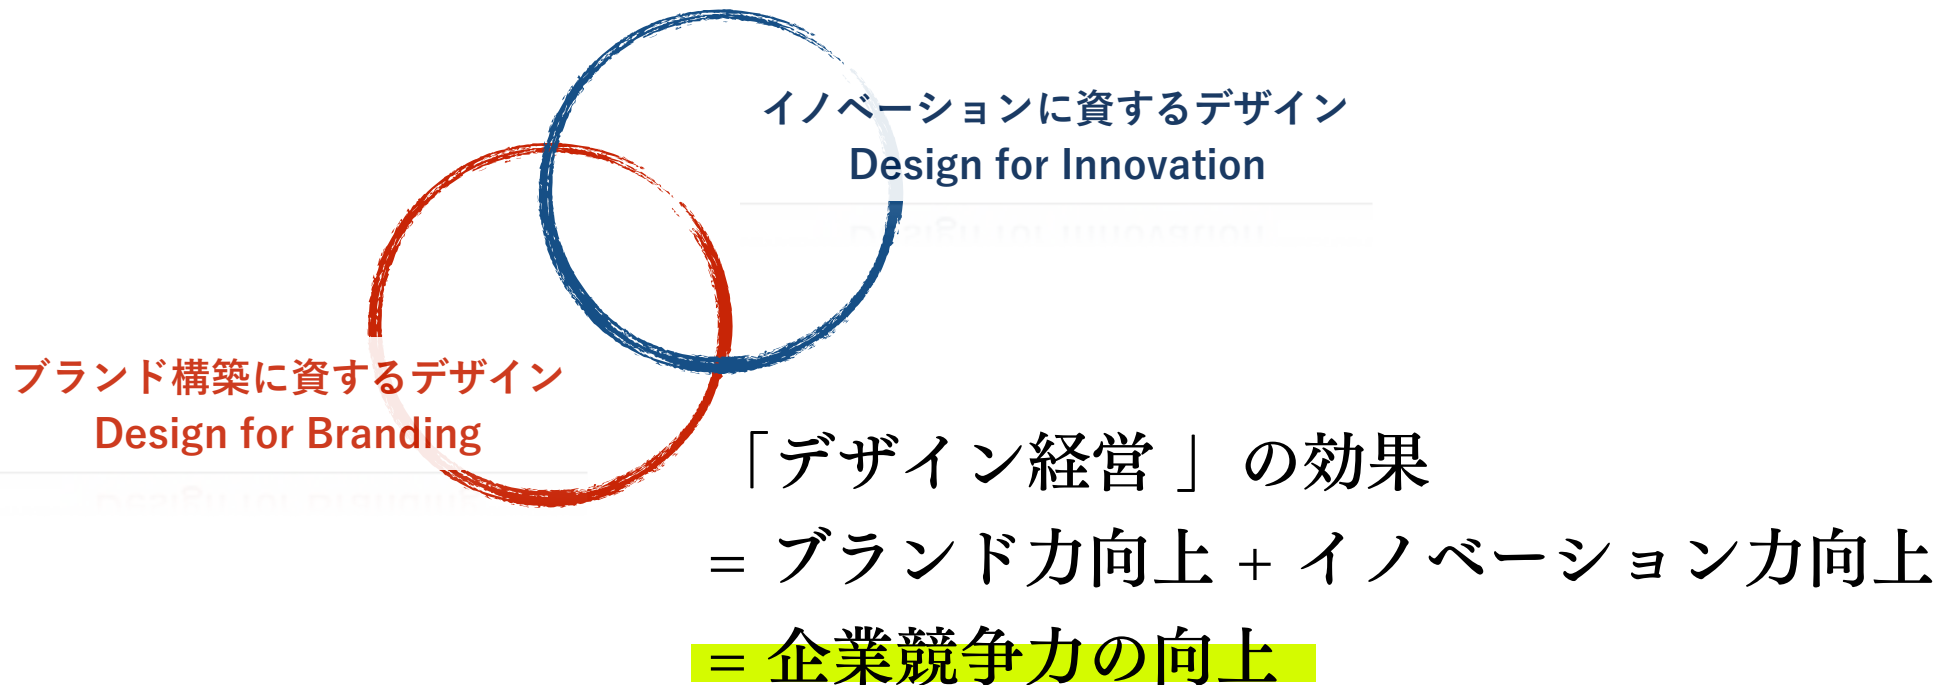 イノベーションに資するデザイン
Design for Innovation
ブランド構築に資するデザイン
Design for Branding
「デザイン経営 」の効果
= ブランド力向上 + イノベーション力向上
= 企業競争力の向上